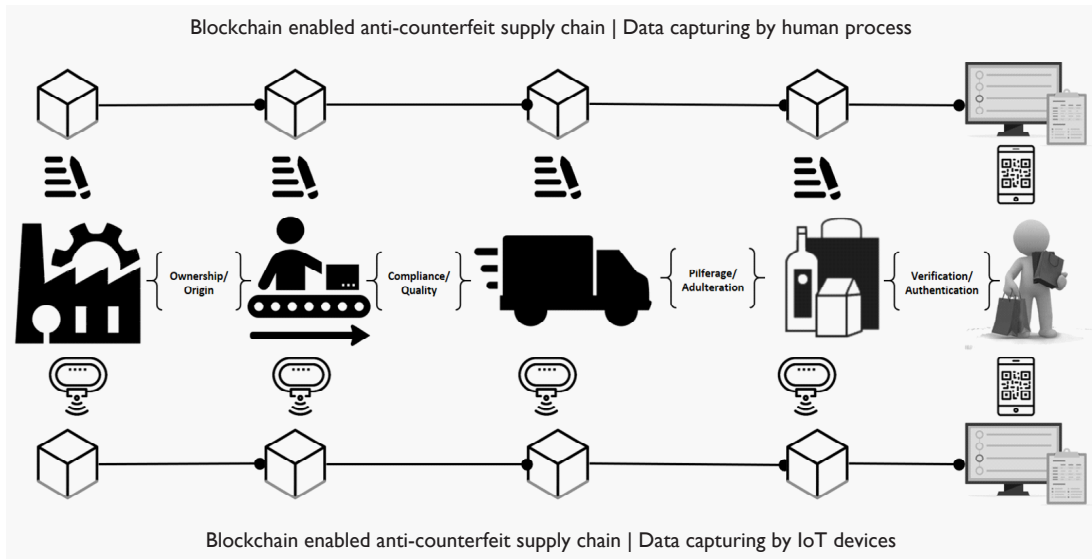 Blockchain enabled anti-counterfeit supply chain | Data capturing by human process
Ownership/
Origin
Compliance/
Quality
Pilferage/
Adulteration
Verification/
Authentication
Blockchain enabled anti-counterfeit supply chain | Data capturing by IoT devices